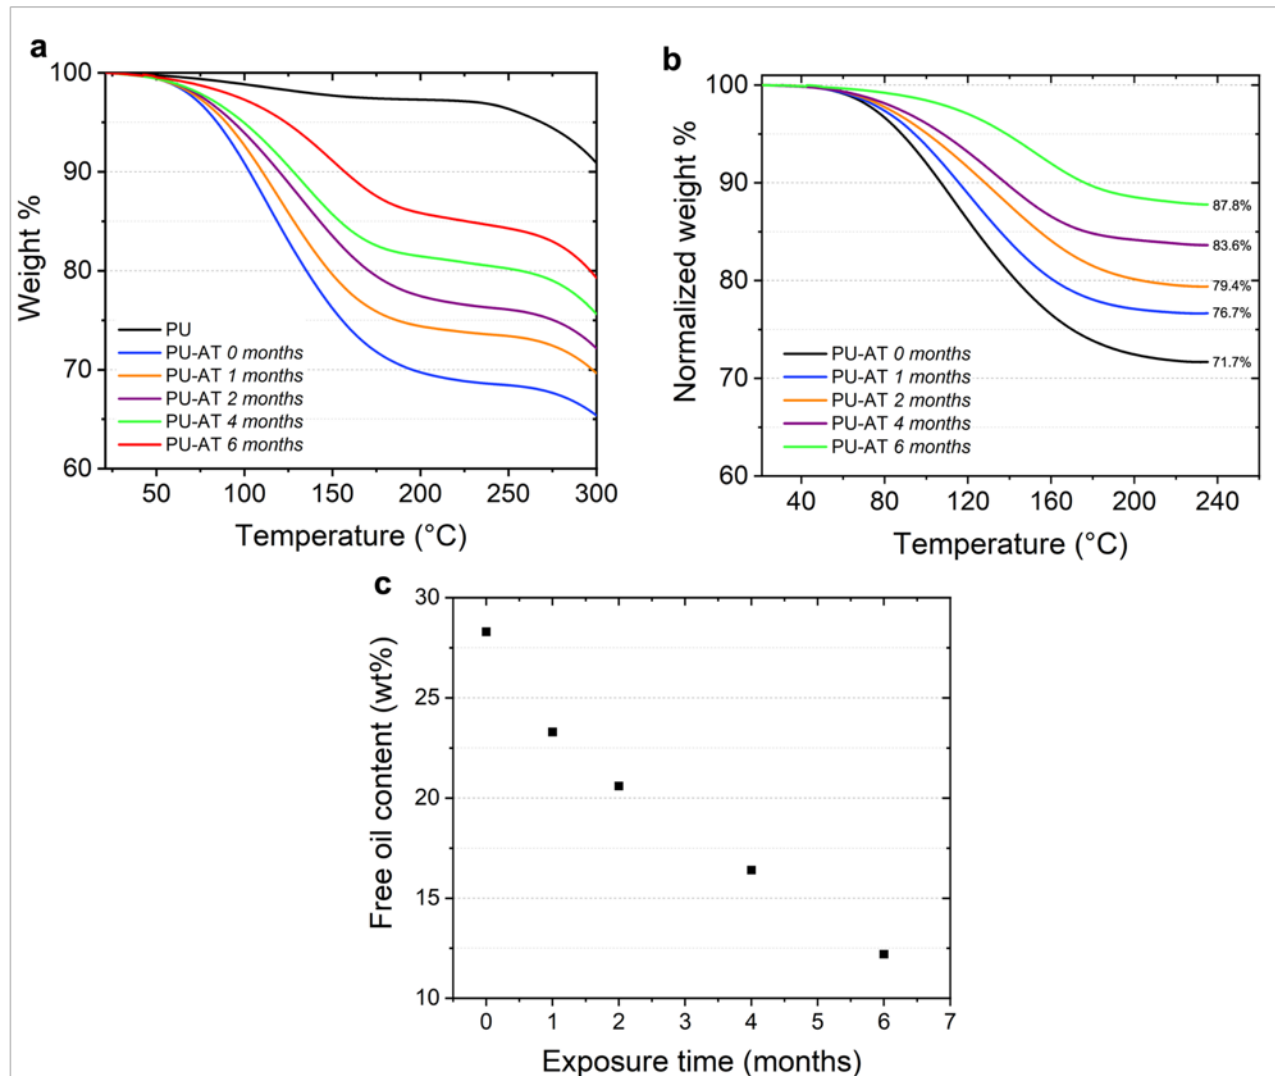 a
100
90
80
70
60
Weight %
PU
PU-AT 0 months
PU-AT 1 months
PU-AT 2 months
PU-AT 4 months
PU-AT 6 months
50 100 150 200 250 300
Temperature (°C)
b
100
90
80
70
60
Normalized weight %
87.8%
83.6%
79.4%
76.7%
71.7%
PU-AT 0 months
PU-AT 1 months
PU-AT 2 months
PU-AT 4 months
PU-AT 6 months
40 80 120 160 200 240
Temperature (°C)
c
30
25
20
15
10
Free oil content (wt%)
0 1 2 3 4 5 6 7
Exposure time (months)